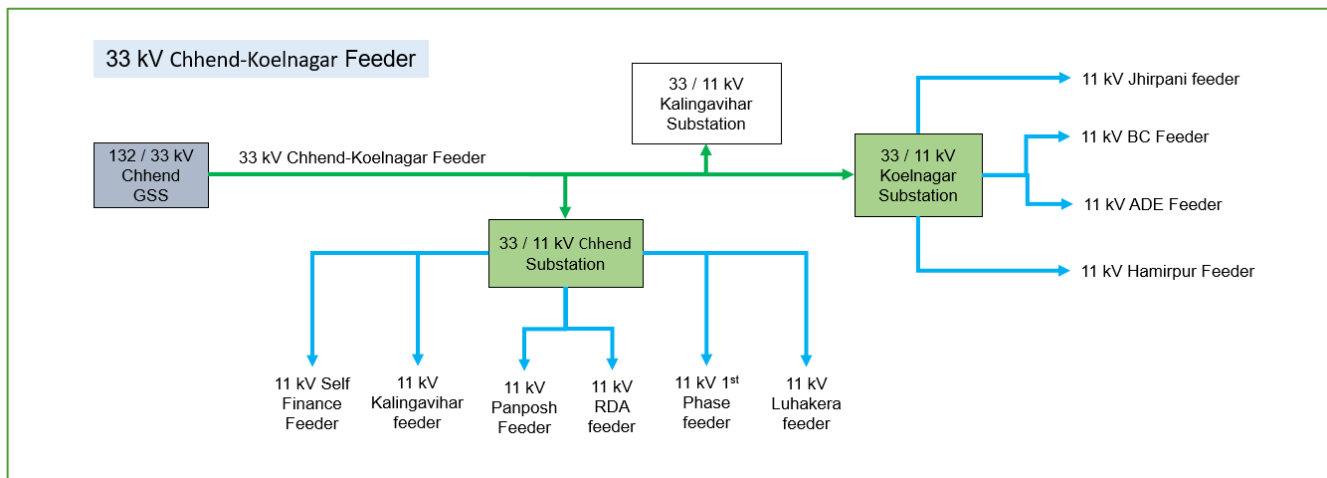 33 kV Chhend-Koelnagar Feeder
132 / 33 kV
Chhend
GSS
33 kV Chhend-Koelnagar Feeder
33 / 11 kV
Kalingavihar
Substation
33 / 11 kV
Koelnagar
Substation
11 kV Jhirpani feeder
11 kV BC Feeder
11 kV ADE Feeder
11 kV Hamirpur Feeder
33 / 11 kV Chhend
Substation
11 kV Self
Finance
Feeder
11 kV
Kalingavihar
feeder
11 kV
Panposh
Feeder
11 kV
RDA
feeder
11 kV 1st
Phase
feeder
11 kV
Luhakera
feeder